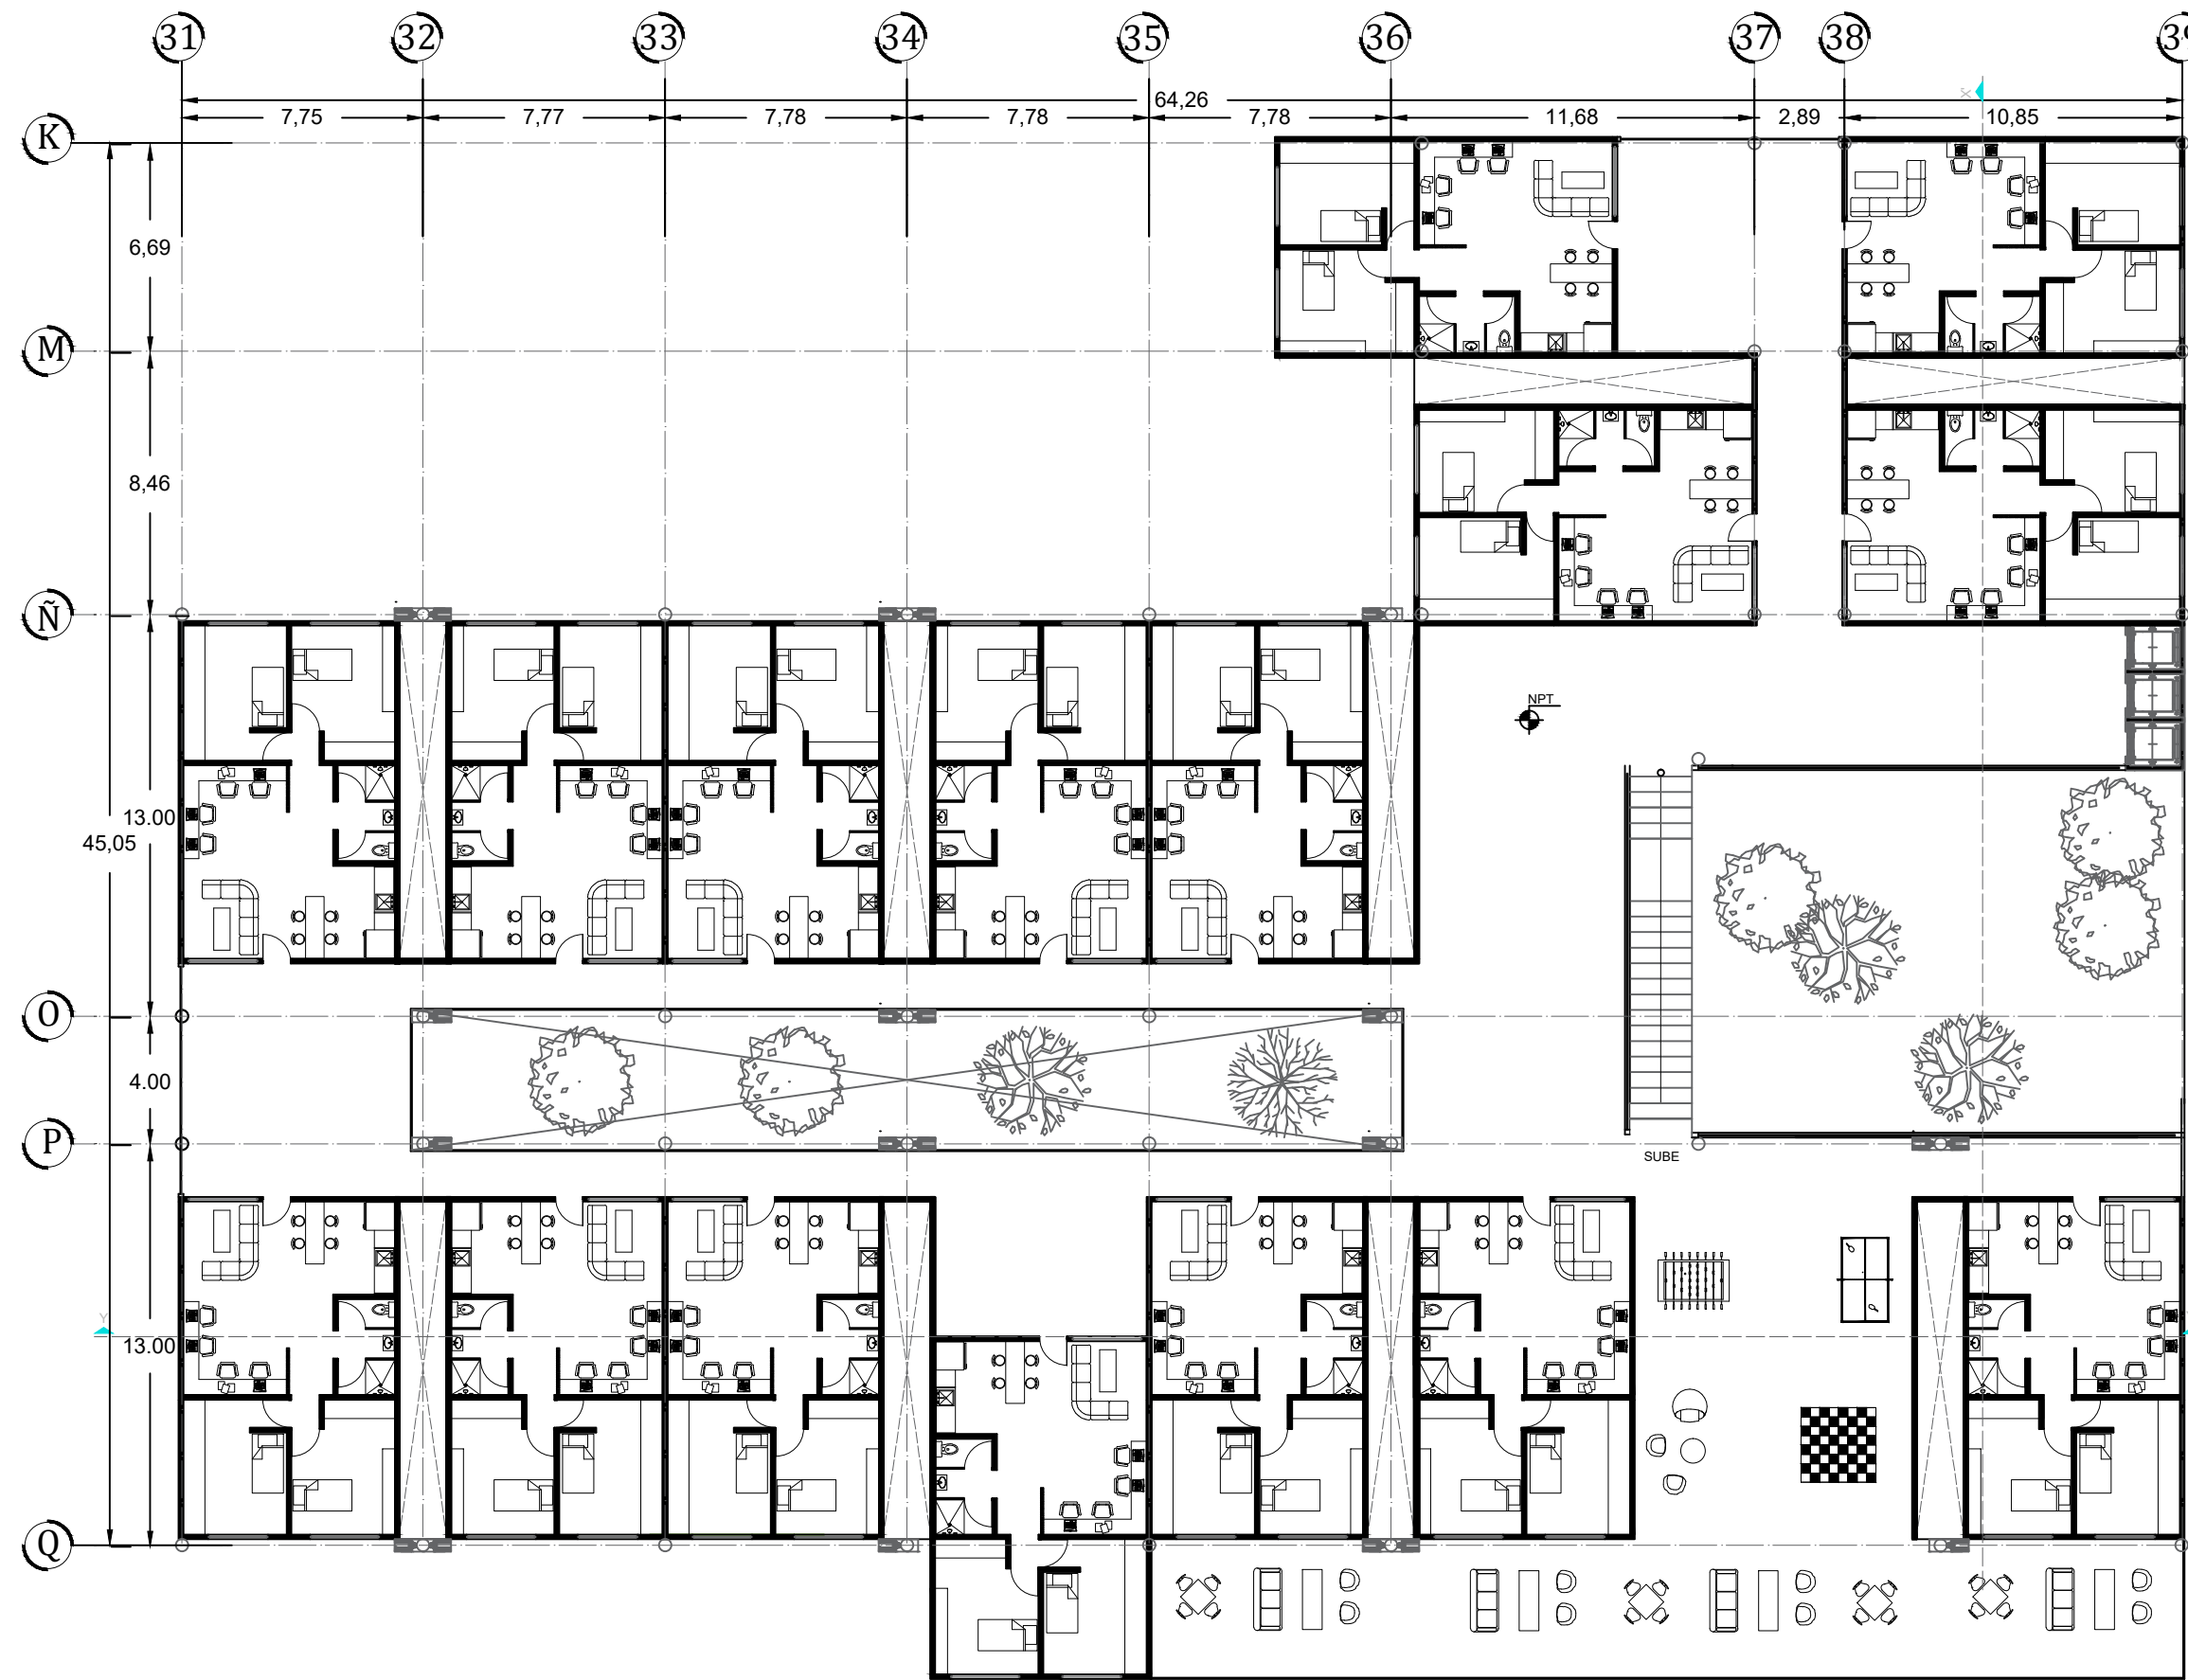 31 32 33 34 35 36 37 38 39
64,26
7,75 7,77 7,78 7,78 7,78 11,68 2,89 10,85
X
K
6,69
M
8,46
Ñ
NPT
13.00
45,05
O
4.00
P
SUBE
Y
13.00
Q